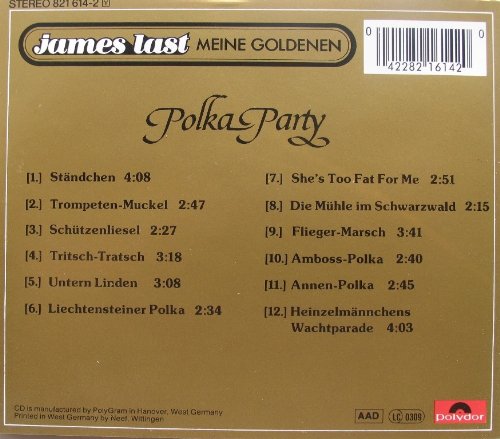 STEREO 821 614-2
james last MEINE GOLDENEN
0 42282 16142 0
Polka Party
[1.] Ständchen 4:08
[2.] Trompeten-Muckel 2:47
[3.] Schützenliesel 2:27
[4.] Tritsch-Tratsch 3:18
[5.] Untern Linden 3:08
[6.] Liechtensteiner Polka 2:34
[7.] She's Too Fat For Me 2:51
[8.] Die Mühle im Schwarzwald 2:15
[9.] Flieger-Marsch 3:41
[10.] Amboss-Polka 2:40
[11.] Annen-Polka 2:45
[12.] Heinzelmännchens
Wachtparade 4:03
CD is manufactured by PolyGram in Hanover, West Germany
Printed in West Germany by Neef, Wittingen
AAD
LC 0309
Polydor